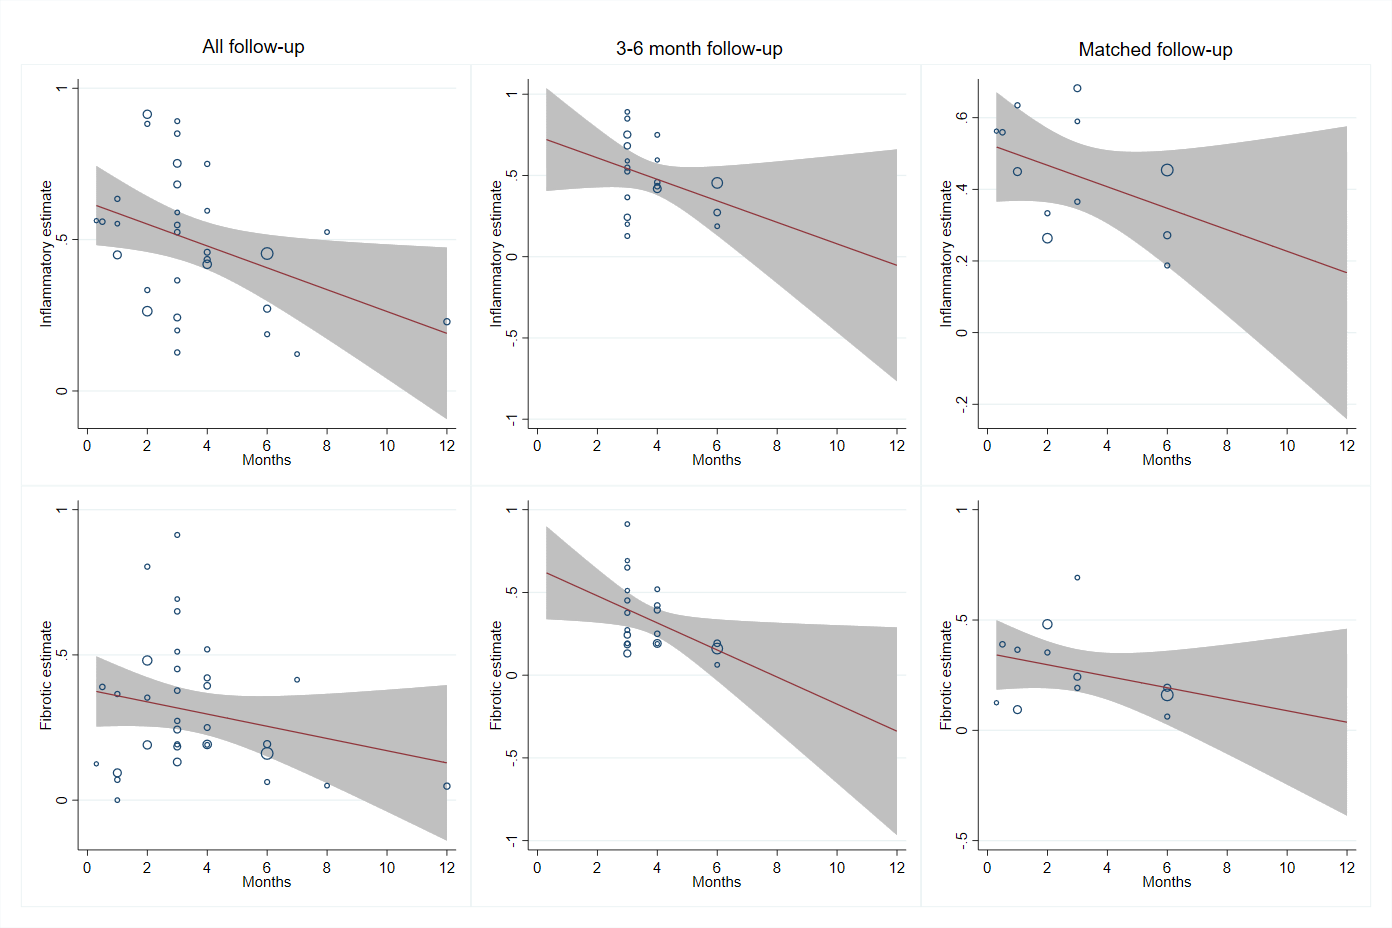 All follow-up
3-6 month follow-up
Matched follow-up
Inflammatory estimate
1
.5
0
0 2 4 6 8 10 12
Months
Inflammatory estimate
1
.5
0
-.5
-1
0 2 4 6 8 10 12
Months
Inflammatory estimate
.6
.4
.2
0
-.2
0 2 4 6 8 10 12
Months
Fibrotic estimate
1
.5
0
0 2 4 6 8 10 12
Months
Fibrotic estimate
1
.5
0
-.5
-1
0 2 4 6 8 10 12
Months
Fibrotic estimate
1
.5
0
-.5
0 2 4 6 8 10 12
Months